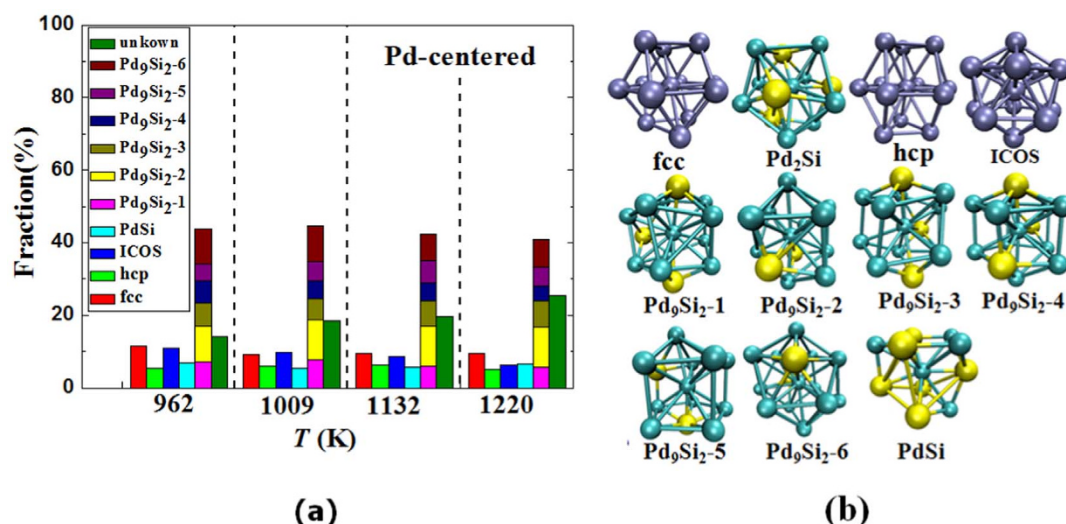 100
80
60
40
20
0
Fraction(%)
unkown
Pd₉Si₂-6
Pd₉Si₂-5
Pd₉Si₂-4
Pd₉Si₂-3
Pd₉Si₂-2
Pd₉Si₂-1
PdSi
ICOS
hcp
fcc
Pd-centered
962 1009 1132 1220
T (K)
(a)
fcc Pd₂Si hcp ICOS
Pd₉Si₂-1 Pd₉Si₂-2 Pd₉Si₂-3 Pd₉Si₂-4
Pd₉Si₂-5 Pd₉Si₂-6 PdSi
(b)